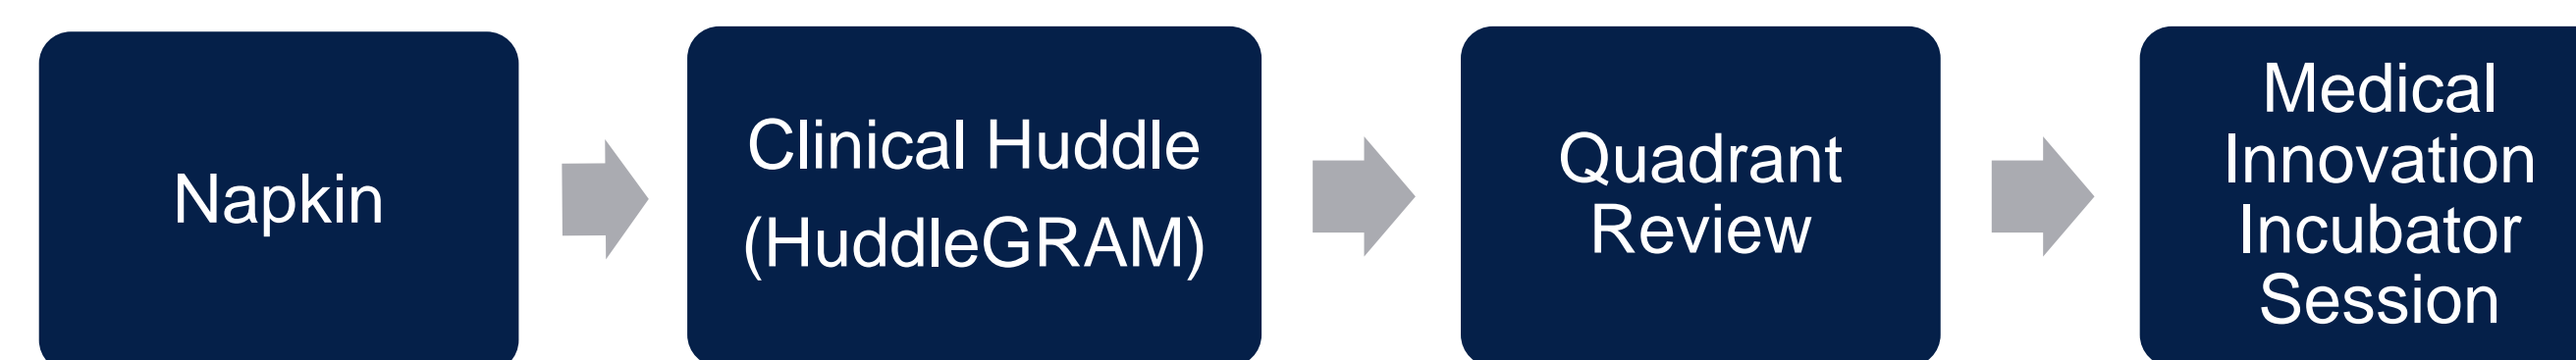 Napkin
Clinical Huddle
(HuddleGRAM)
Quadrant
Review
Medical
Innovation
Incubator
Session